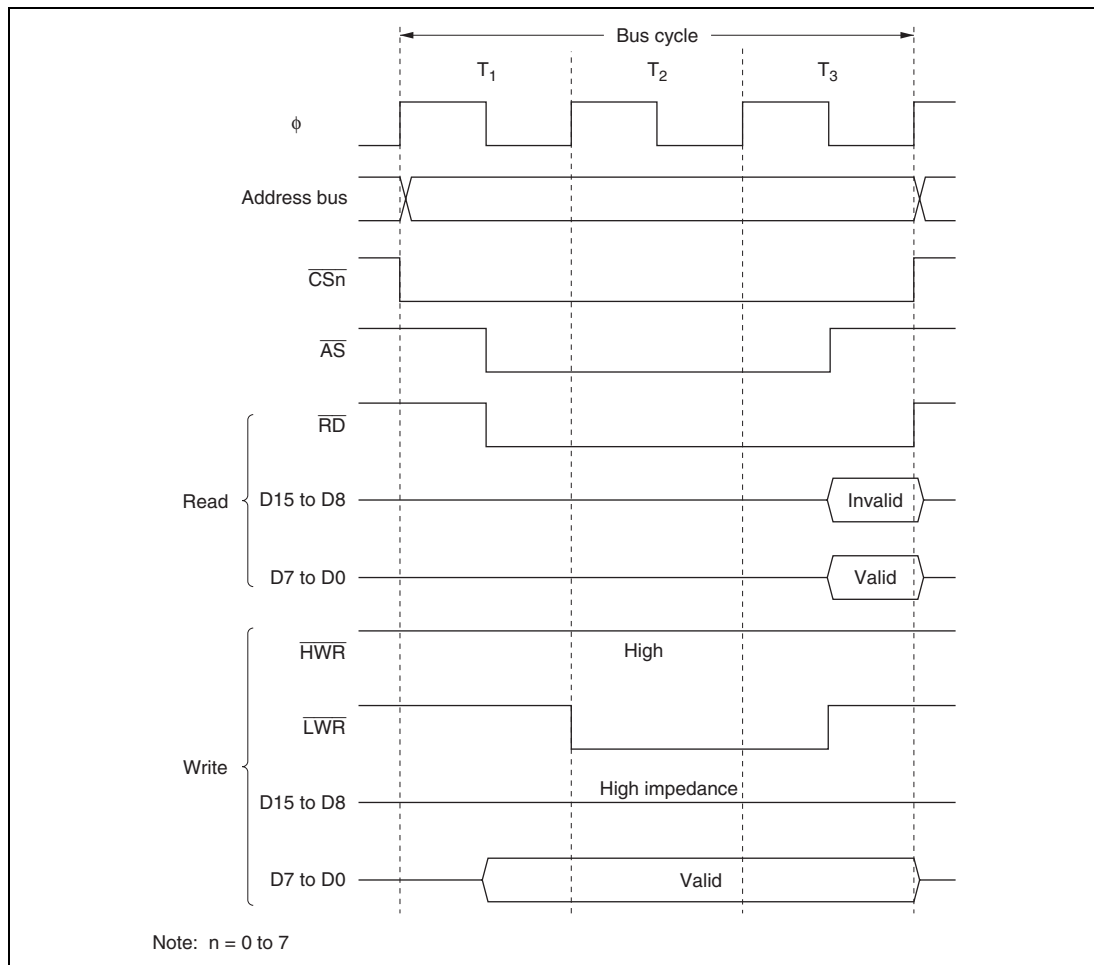 Bus cycle
T1 T2 T3
ϕ
Address bus
CSn
AS
RD
Read
D15 to D8 Invalid
D7 to D0 Valid
HWR High
LWR
Write
High impedance
D15 to D8
D7 to D0 Valid
Note: n = 0 to 7